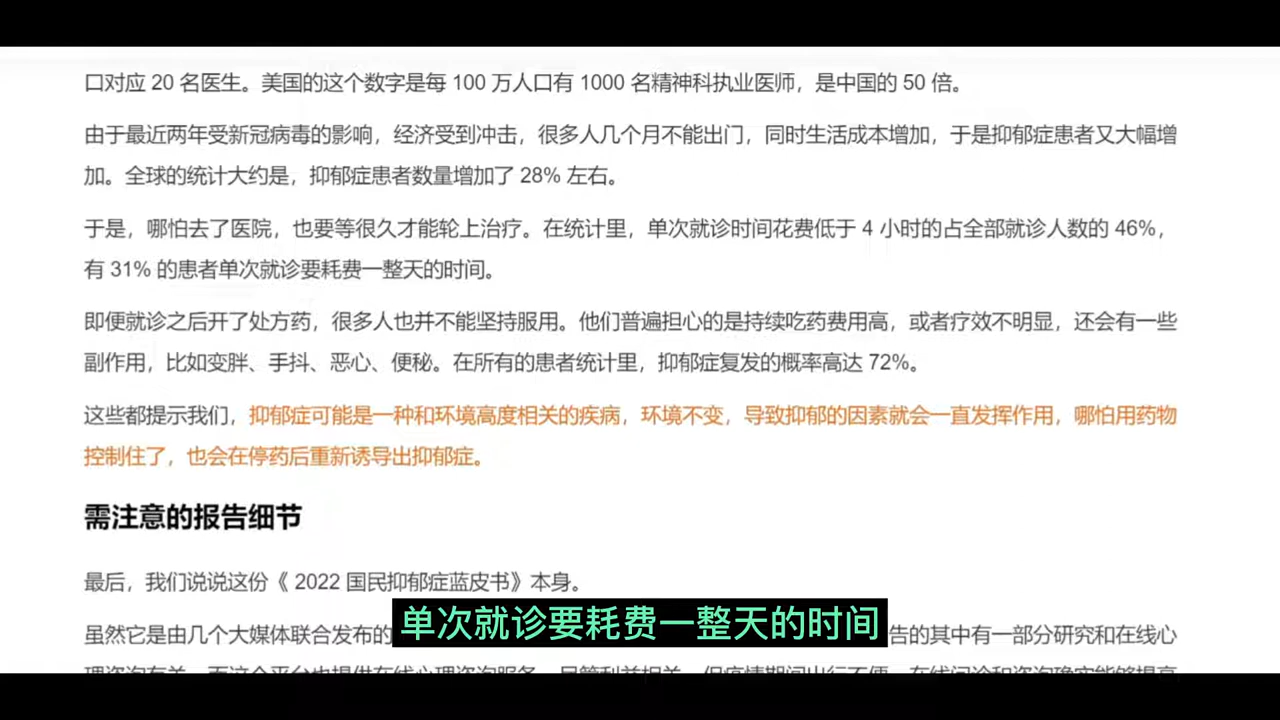 口对应 20 名医生。美国的这个数字是每 100 万人口有 1000 名精神科执业医师，是中国的 50 倍。
由于最近两年受新冠病毒的影响，经济受到冲击，很多人几个月不能出门，同时生活成本增加，于是抑郁症患者又大幅增
加。全球的统计大约是，抑郁症患者数量增加了 28% 左右。
于是，哪怕去了医院，也要等很久才能轮上治疗。在统计里，单次就诊时间花费低于 4 小时的占全部就诊人数的 46%，
有 31% 的患者单次就诊要耗费一整天的时间。
即便就诊之后开了处方药，很多人也并不能坚持服用。他们普遍担心的是持续吃药费用高，或者疗效不明显，还会有一些
副作用，比如变胖、手抖、恶心、便秘。在所有的患者统计里，抑郁症复发的概率高达 72%。
这些都提示我们，抑郁症可能是一种和环境高度相关的疾病，环境不变，导致抑郁的因素就会一直发挥作用，哪怕用药物
控制住了，也会在停药后重新诱导出抑郁症。
需注意的报告细节
最后，我们说说这份《 2022 国民抑郁症蓝皮书》本身。
单次就诊要耗费一整天的时间
虽然它是由几个大媒体联合发布的 告的其中有一部分研究和在线心